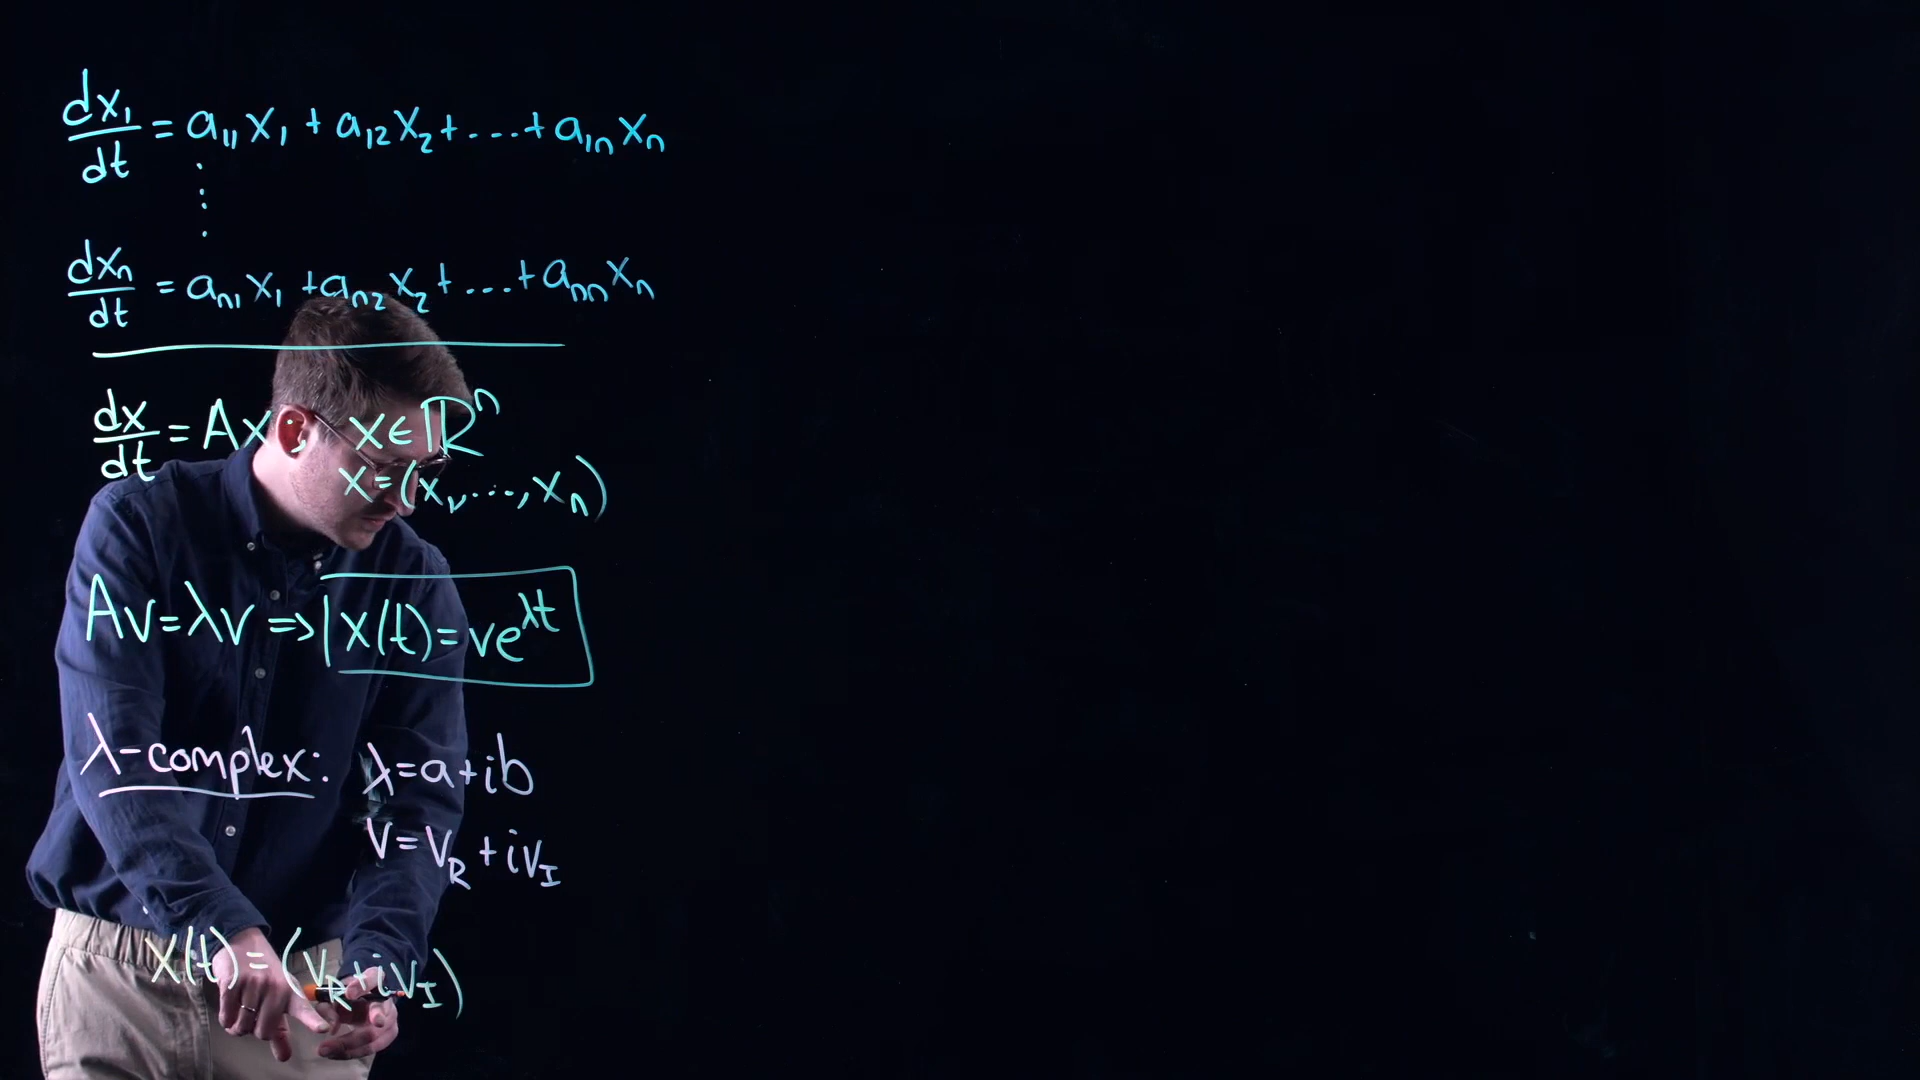 dx₁/dt = a₁₁x₁ + a₁₂x₂ + .... + a₁ₙxₙ
⋮
dxₙ/dt = aₙ₁x₁ + aₙ₂x₂ + .... + aₙₙxₙ
dx/dt = Ax ; x ∈ ℝⁿ
x = (x₁, ..., xₙ)
Av = λv ⇒ x(t) = ve^{λt}
λ-complex: λ = a + ib
v = v_R + iv_I
x(t) = (v_R + iv_I)